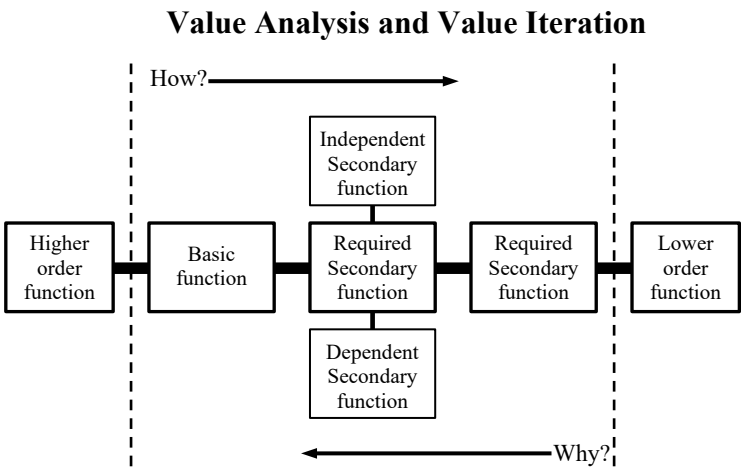 Value Analysis and Value Iteration
How?
Independent
Secondary
function
Higher
order
function
Basic
function
Required
Secondary
function
Required
Secondary
function
Lower
order
function
Dependent
Secondary
function
Why?